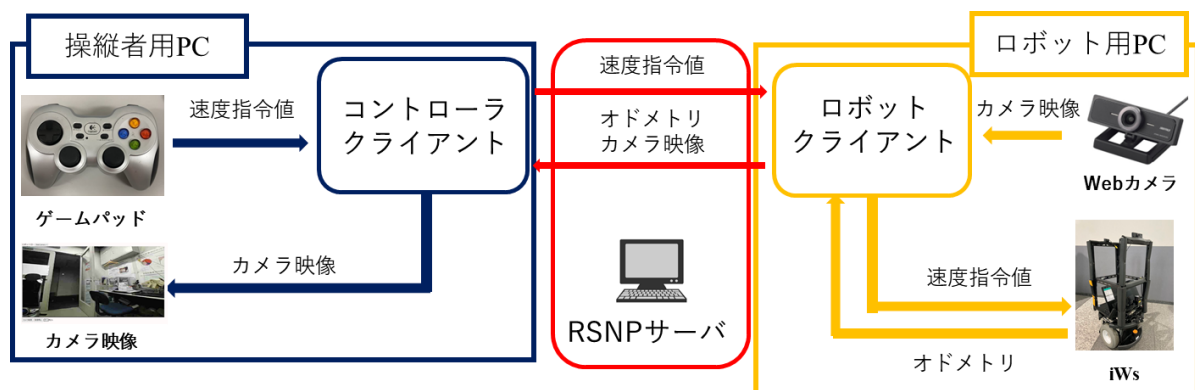 操縦者用PC
速度指令値
コントローラ
クライアント
ゲームパッド
カメラ映像
カメラ映像
速度指令値
オドメトリ
カメラ映像
RSNPサーバ
ロボット用PC
ロボット
クライアント
カメラ映像
Webカメラ
速度指令値
オドメトリ
iWs